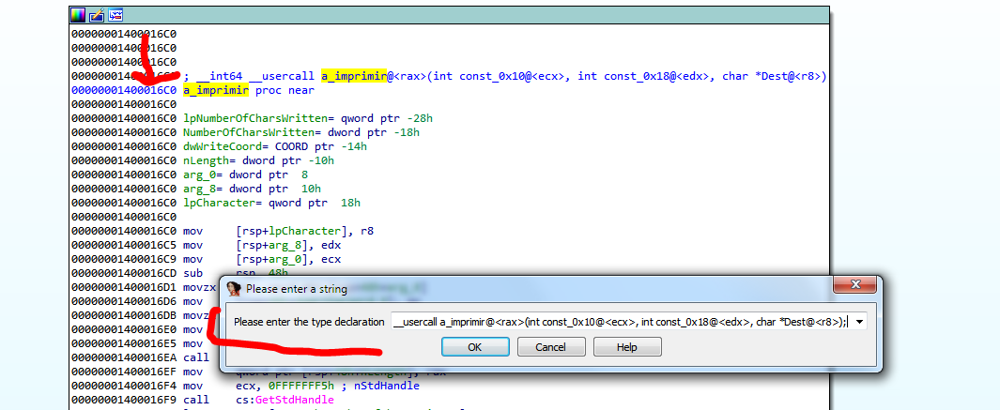 00000001400016C0
00000001400016C0
00000001400016C0
00000001400016C0 ; __int64 __usercall a_imprimir@<rax>(int const_0x10@<ecx>, int const_0x18@<edx>, char *Dest@<r8>)
00000001400016C0 a_imprimir proc near
00000001400016C0
00000001400016C0 lpNumberOfCharsWritten= qword ptr -28h
00000001400016C0 NumberOfCharsWritten= dword ptr -18h
00000001400016C0 dwWriteCoord= COORD ptr -14h
00000001400016C0 nLength= dword ptr -10h
00000001400016C0 arg_0= dword ptr 8
00000001400016C0 arg_8= dword ptr 10h
00000001400016C0 lpCharacter= qword ptr 18h
00000001400016C0
00000001400016C0 mov [rsp+lpCharacter], r8
00000001400016C5 mov [rsp+arg_8], edx
00000001400016C9 mov [rsp+arg_0], ecx
00000001400016CD sub rsp, 48h
00000001400016D1 movzx
00000001400016D6 mov
00000001400016DB movz
00000001400016E0 mov
00000001400016E5 mov
00000001400016EA call
00000001400016EF mov
00000001400016F4 mov ecx, 0FFFFFFF5h ; nStdHandle
00000001400016F9 call cs:GetStdHandle
Please enter a string
Please enter the type declaration __usercall a_imprimir@<rax>(int const_0x10@<ecx>, int const_0x18@<edx>, char *Dest@<r8>);
OK Cancel Help